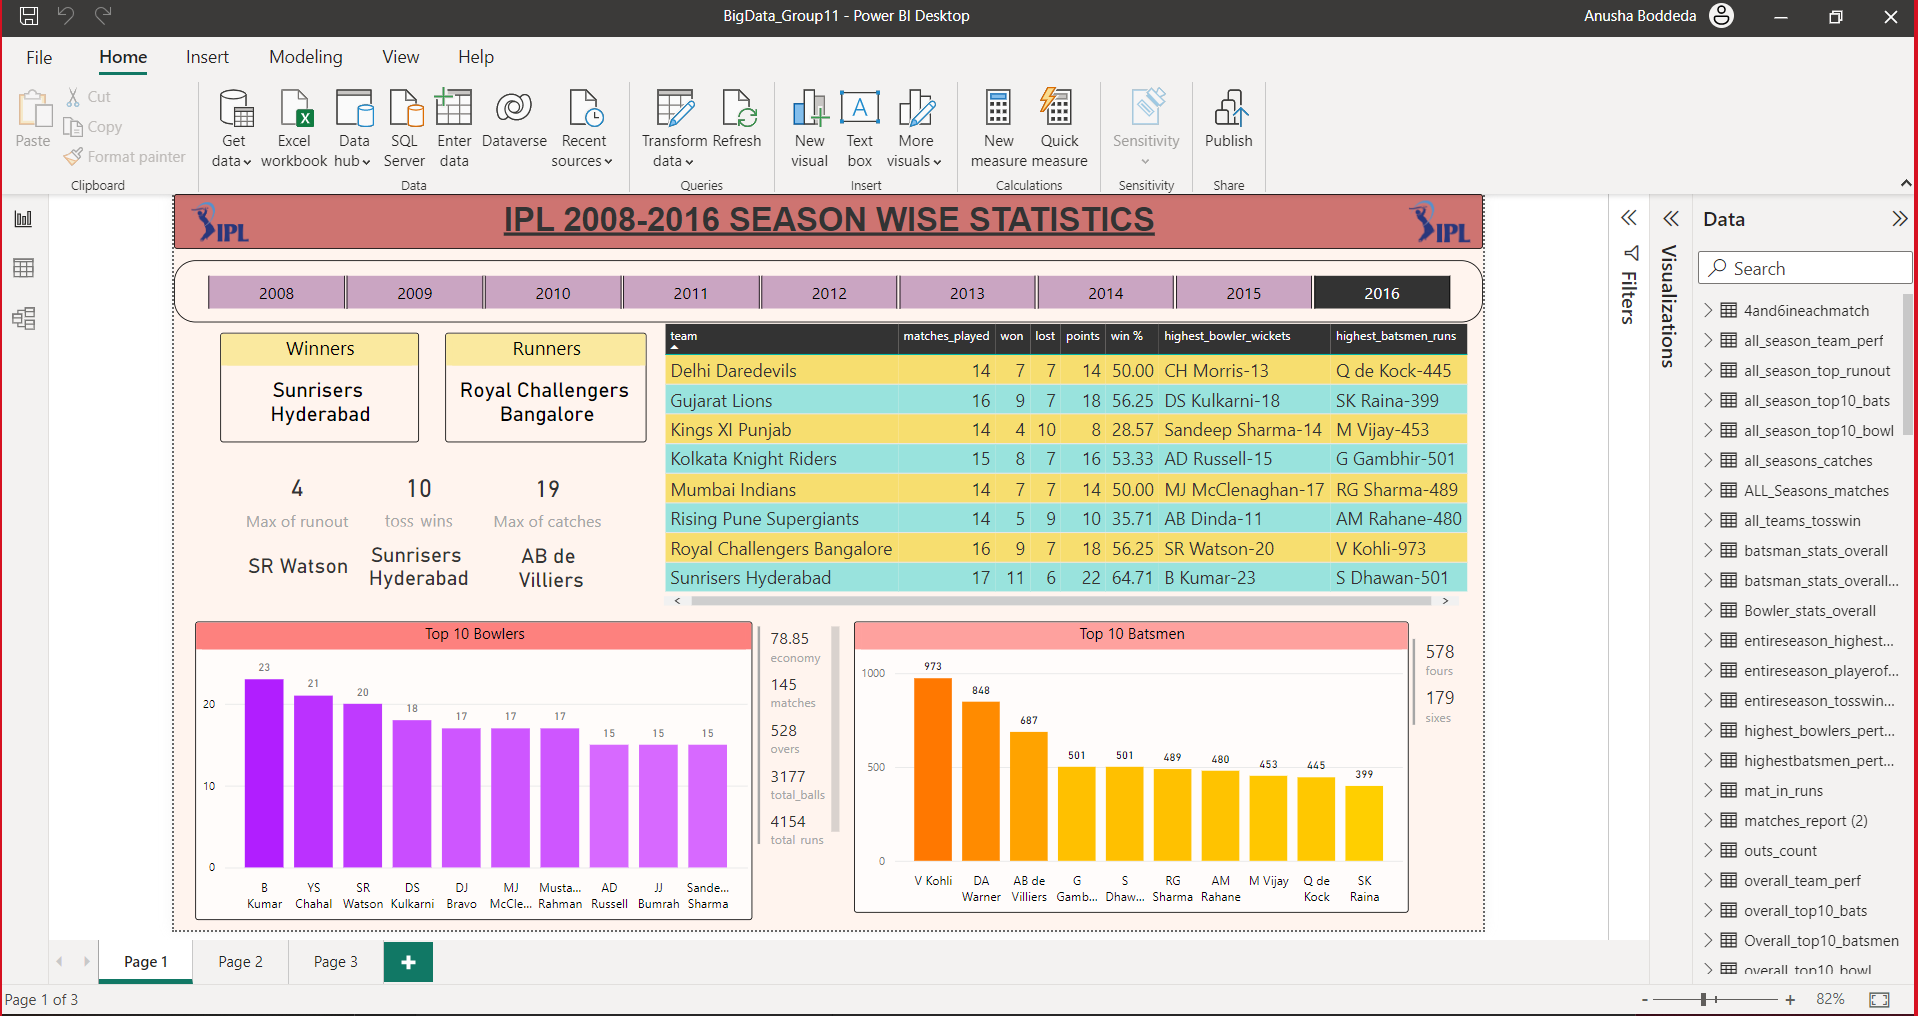 BigData_Group11 - Power BI Desktop
Anusha Boddeda
File Home Insert Modeling View Help
Paste
Cut
Copy
Format painter
Clipboard
Get data
Excel workbook
Data hub
SQL Server
Enter data
Dataverse
Recent sources
Data
Transform data
Refresh
Queries
New visual
Text box
More visuals
Insert
New measure
Quick measure
Calculations
Sensitivity
Sensitivity
Publish
Share
IPL
IPL 2008-2016 SEASON WISE STATISTICS
IPL
2008 2009 2010 2011 2012 2013 2014 2015 2016
Winners
Sunrisers
Hyderabad
Runners
Royal Challengers
Bangalore
4
Max of runout
SR Watson
10
toss wins
Sunrisers
Hyderabad
19
Max of catches
AB de
Villiers
team matches_played won lost points win % highest_bowler_wickets highest_batsmen_runs
Delhi Daredevils 14 7 7 14 50.00 CH Morris-13 Q de Kock-445
Gujarat Lions 16 9 7 18 56.25 DS Kulkarni-18 SK Raina-399
Kings XI Punjab 14 4 10 8 28.57 Sandeep Sharma-14 M Vijay-453
Kolkata Knight Riders 15 8 7 16 53.33 AD Russell-15 G Gambhir-501
Mumbai Indians 14 7 7 14 50.00 MJ McClenaghan-17 RG Sharma-489
Rising Pune Supergiants 14 5 9 10 35.71 AB Dinda-11 AM Rahane-480
Royal Challengers Bangalore 16 9 7 18 56.25 SR Watson-20 V Kohli-973
Sunrisers Hyderabad 17 11 6 22 64.71 B Kumar-23 S Dhawan-501
Top 10 Bowlers
20
10
0
23 21 20 18 17 17 17 15 15 15
B YS SR DS DJ MJ Musta... AD JJ Sande...
Kumar Chahal Watson Kulkarni Bravo McCle... Rahman Russell Bumrah Sharma
78.85
economy
145
matches
528
overs
3177
total_balls
4154
total runs
Top 10 Batsmen
1000
500
0
973 848 687 501 501 489 480 453 445 399
V Kohli DA AB de G S RG AM M Vijay Q de SK
Warner Villiers Gamb... Dhaw... Sharma Rahane Kock Raina
578
fours
179
sixes
Filters
Visualizations
Data
Search
4and6ineachmatch
all_season_team_perf
all_season_top_runout
all_season_top10_bats
all_season_top10_bowl
all_seasons_catches
ALL_Seasons_matches
all_teams_tosswin
batsman_stats_overall
batsman_stats_overall...
Bowler_stats_overall
entireseason_highest...
entireseason_playerof...
entireseason_tosswin...
highest_bowlers_pert...
highestbatsmen_pert...
mat_in_runs
matches_report (2)
outs_count
overall_team_perf
overall_top10_bats
Overall_top10_batsmen
overall_top10_bowl
Page 1 Page 2 Page 3 +
Page 1 of 3
- + 82%